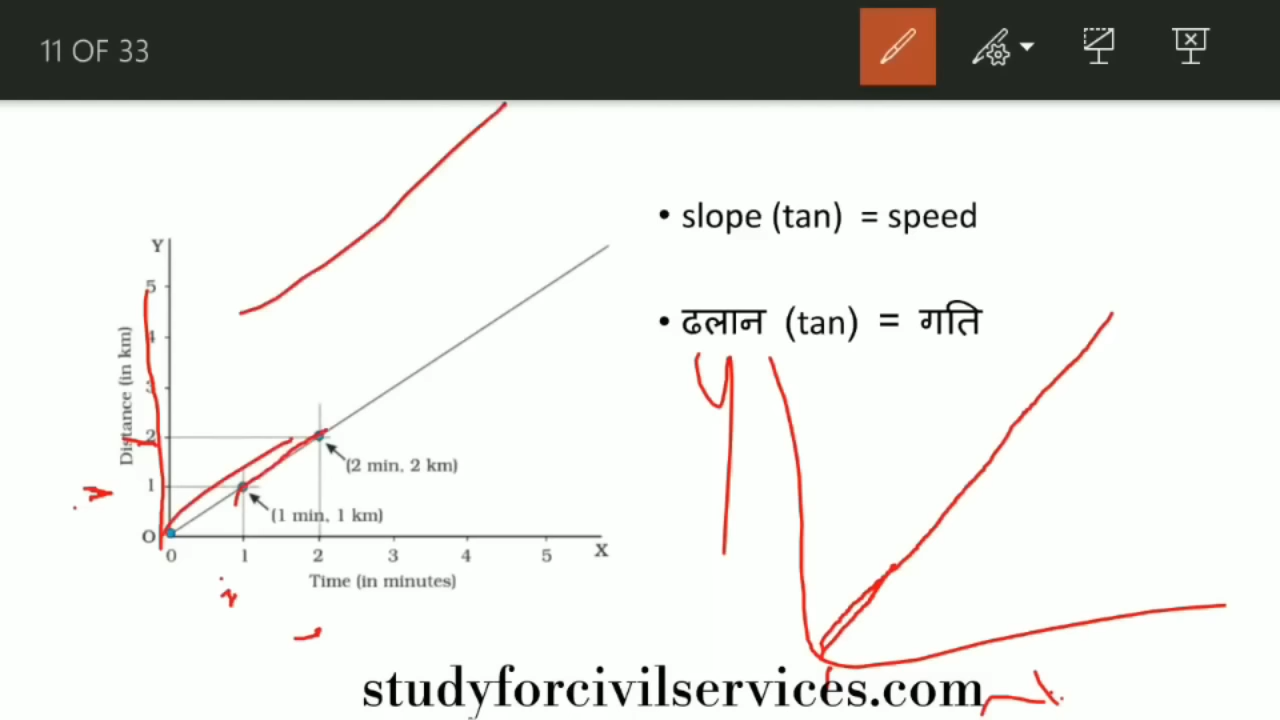 11 OF 33
• slope (tan) = speed
• ढलान (tan) = गति
Y
5
4
3
2
1
O
Distance (in km)
(2 min, 2 km)
(1 min, 1 km)
0 1 2 3 4 5 X
Time (in minutes)
y
studyforcivilservices.com